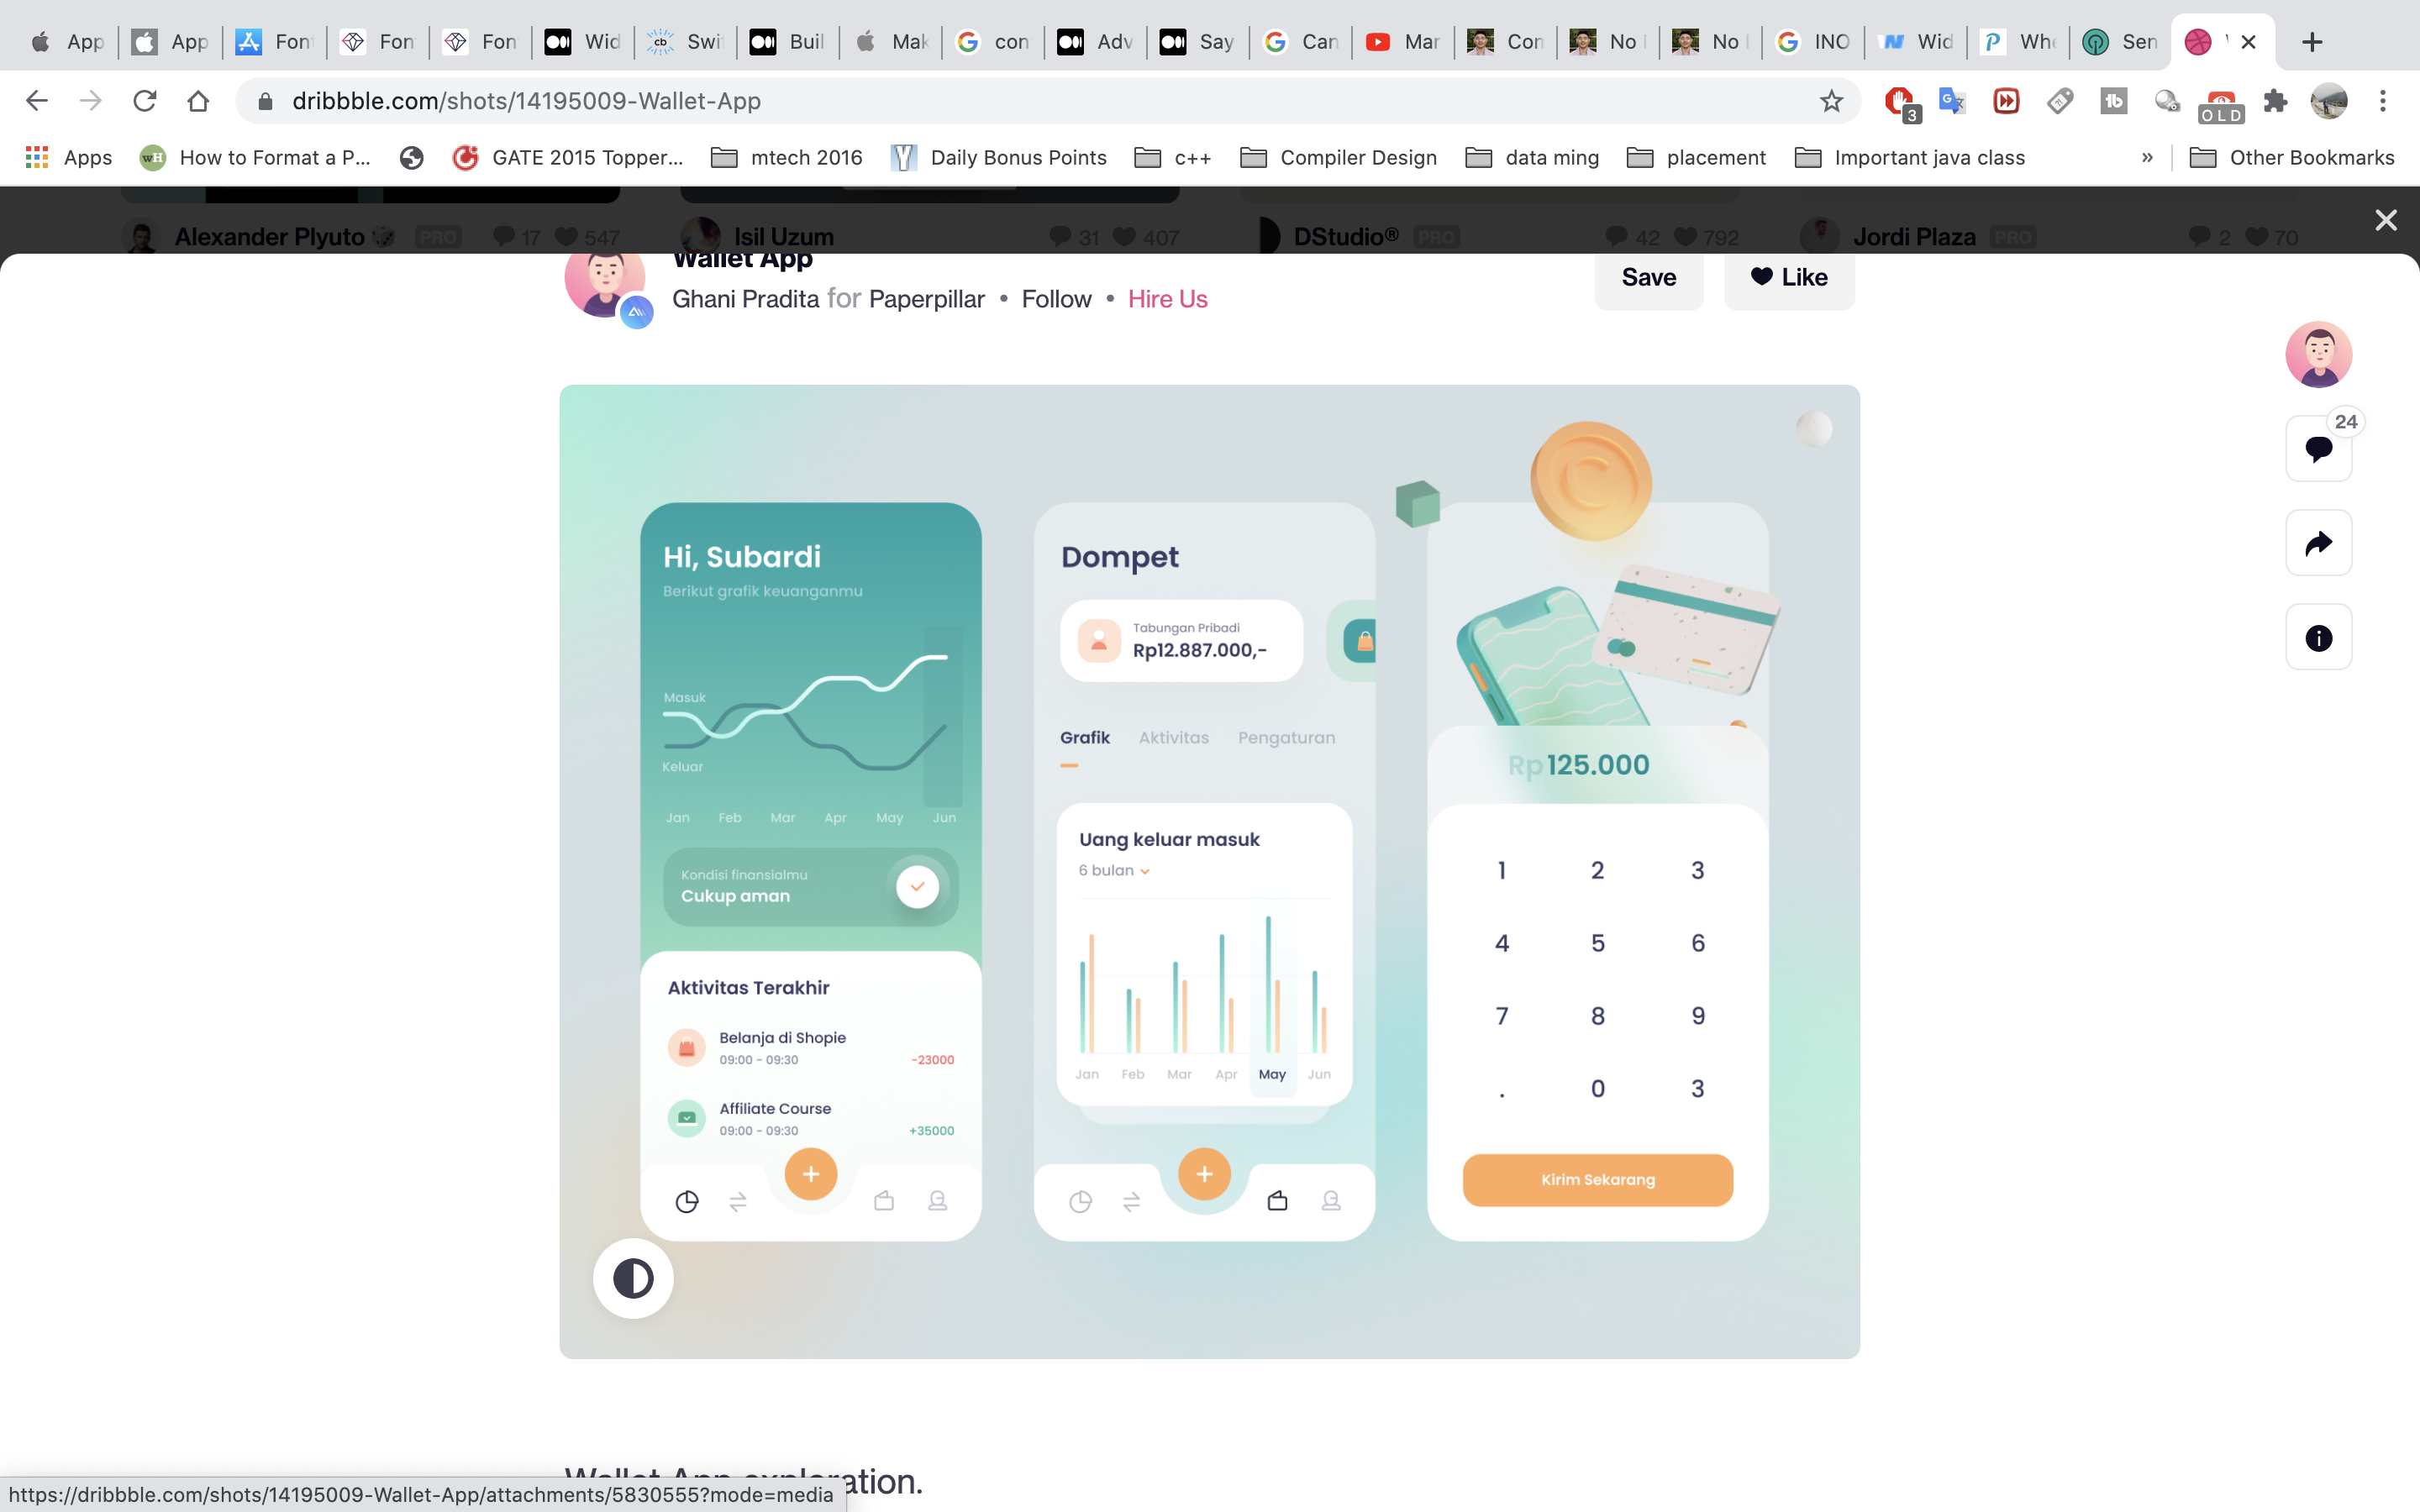 App App Fon Fon Fon Wid Swi Buil Mak con Adv Say Can Mar Con No No INO Wid Whe Sen
dribbble.com/shots/14195009-Wallet-App
3 OLD
Apps How to Format a P... GATE 2015 Topper... mtech 2016 Daily Bonus Points c++ Compiler Design data ming placement Important java class » Other Bookmarks
Alexander Plyuto PRO 17 547 Isil Uzum 31 407 DStudio® PRO 42 792 Jordi Plaza PRO 2 70
Wallet App
Ghani Pradita for Paperpillar • Follow • Hire Us
Save Like
24
Hi, Subardi
Berikut grafik keuanganmu
Masuk
Keluar
Jan Feb Mar Apr May Jun
Kondisi finansialmu
Cukup aman
Aktivitas Terakhir
Belanja di Shopie
09:00 - 09:30 -23000
Affiliate Course
09:00 - 09:30 +35000
Dompet
Tabungan Pribadi
Rp12.887.000,-
Grafik Aktivitas Pengaturan
Uang keluar masuk
6 bulan
Jan Feb Mar Apr May Jun
Rp125.000
1 2 3
4 5 6
7 8 9
. 0 3
Kirim Sekarang
Wallet App exploration.
https://dribbble.com/shots/14195009-Wallet-App/attachments/5830555?mode=media